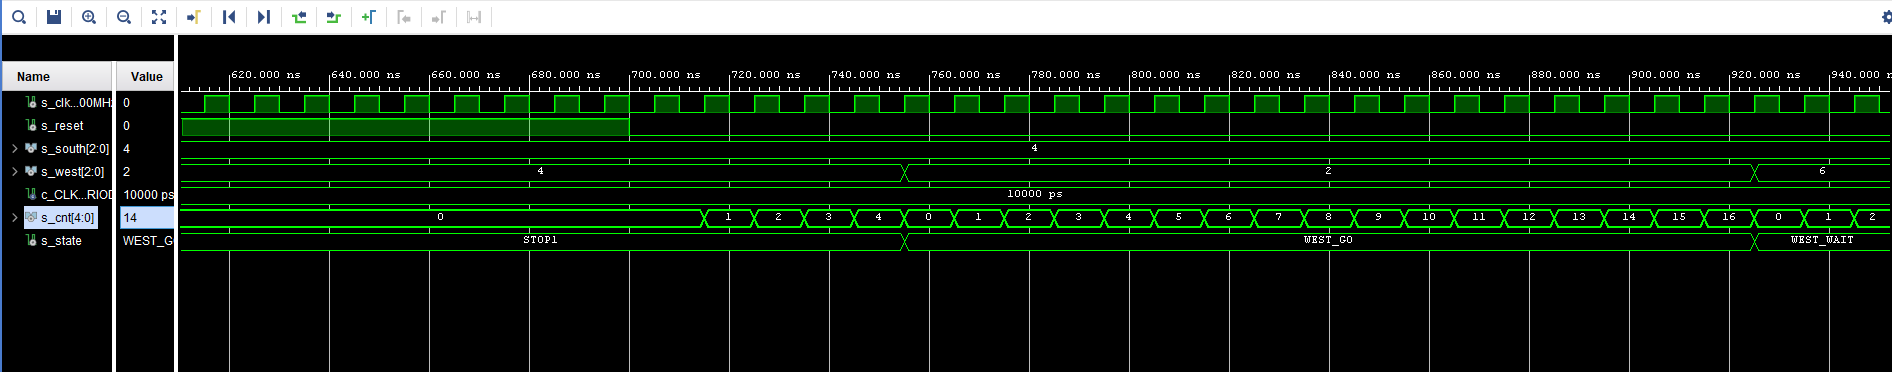 Name Value
620.000 ns 640.000 ns 660.000 ns 680.000 ns 700.000 ns 720.000 ns 740.000 ns 760.000 ns 780.000 ns 800.000 ns 820.000 ns 840.000 ns 860.000 ns 880.000 ns 900.000 ns 920.000 ns 940.000 n
s_clk...00MH 0
s_reset 0
s_south[2:0] 4 4
s_west[2:0] 2 4 2 6
c_CLK...RIOD 10000 ps 10000 ps
s_cnt[4:0] 14 0 1 2 3 4 0 1 2 3 4 5 6 7 8 9 10 11 12 13 14 15 16 0 1 2
s_state WEST_G STOP1 WEST_GO WEST_WAIT